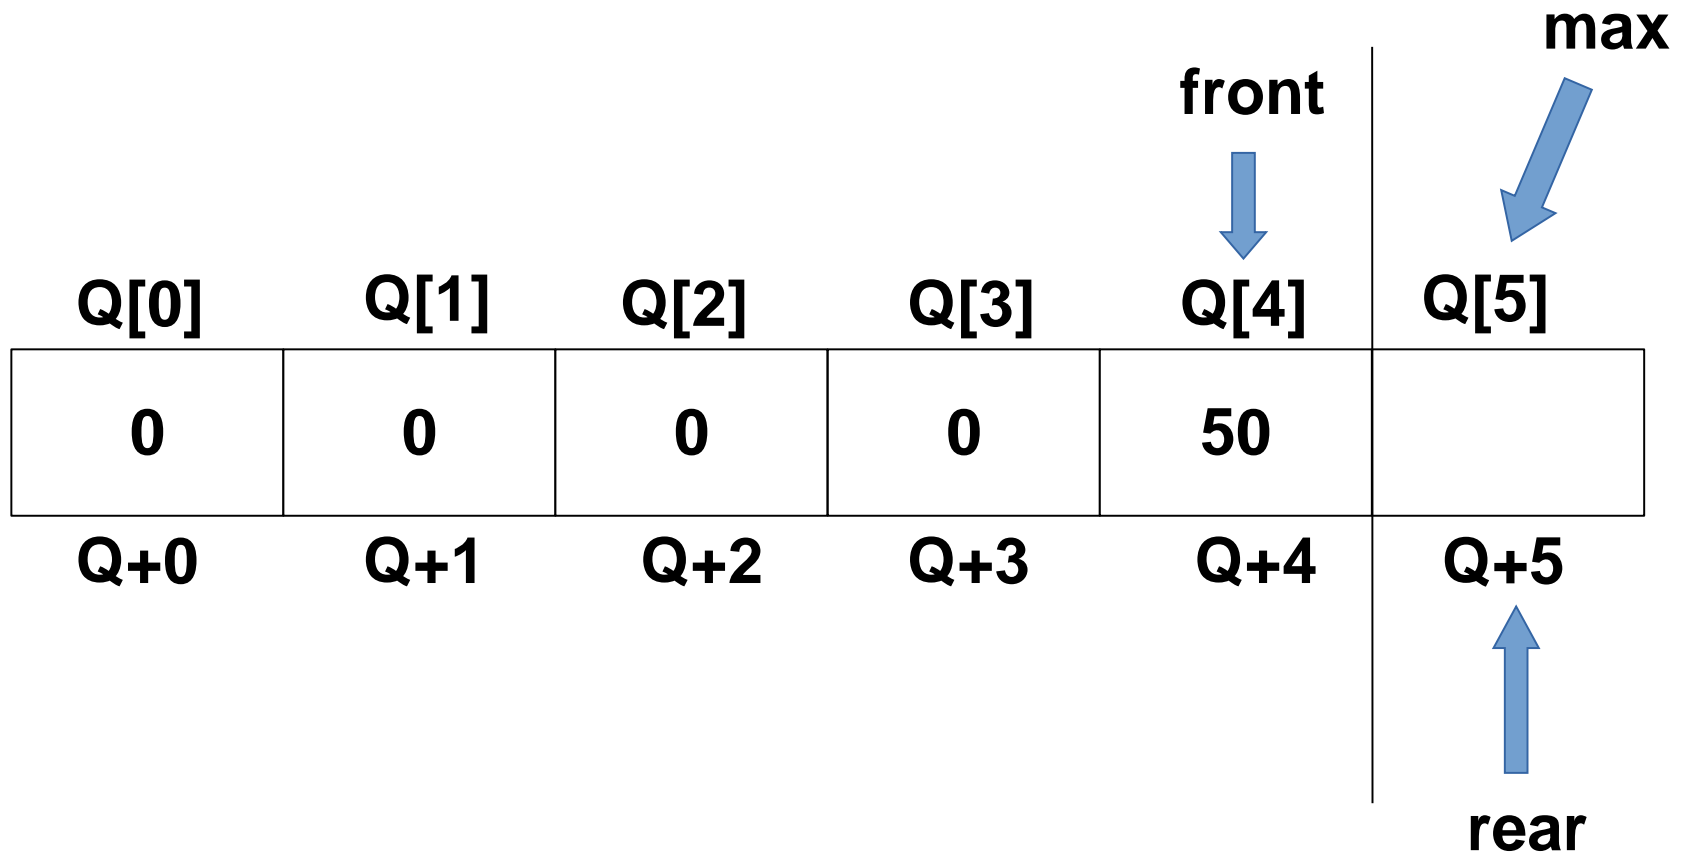 max
front
Q[0] Q[1] Q[2] Q[3] Q[4] Q[5]
0 0 0 0 50
Q+0 Q+1 Q+2 Q+3 Q+4 Q+5
rear